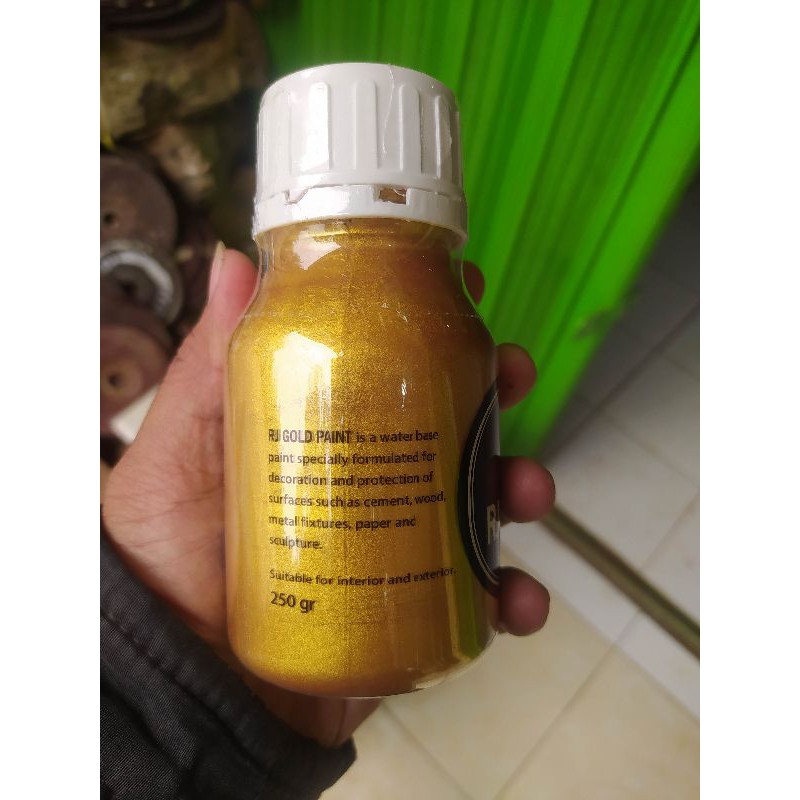 RJ GOLD PAINT is a water base
paint specially formulated for
decoration and protection of
surfaces such as cement, wood,
metal fixtures, paper and
sculpture.
Suitable for interior and exterior.
250 gr